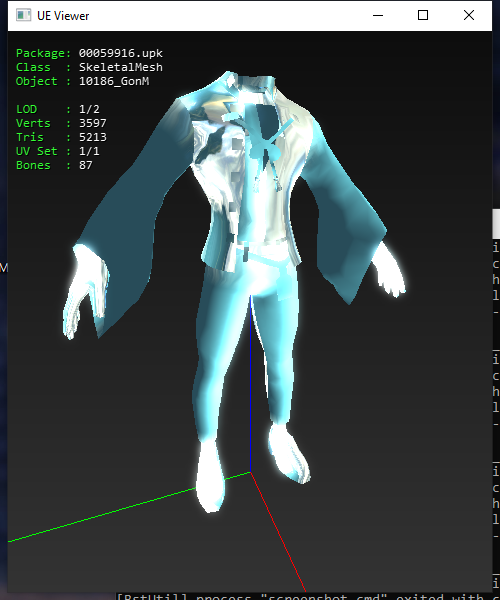 UE Viewer
Package: 00059916.upk
Class : SkeletalMesh
Object : 10186_GonM
LOD : 1/2
Verts : 3597
Tris : 5213
UV Set : 1/1
Bones : 87
M
i
c
h
l
-
i
c
h
l
-
i
c
h
l
-
i
[BstUtil] process "screenshot.cmd" exited with c